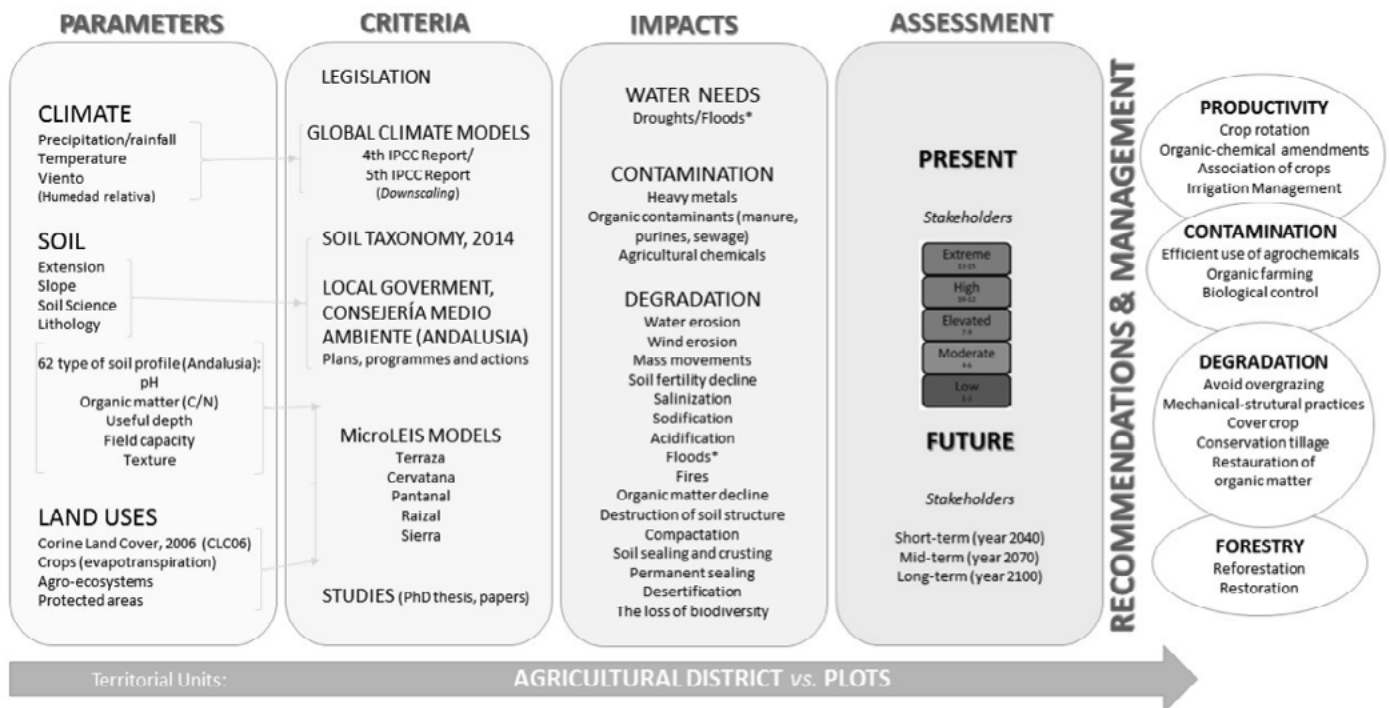 PARAMETERS
CLIMATE
Precipitation/rainfall
Temperature
Viento
(Humedad relativa)
SOIL
Extension
Slope
Soil Science
Lithology
62 type of soil profile (Andalusia):
pH
Organic matter (C/N)
Useful depth
Field capacity
Texture
LAND USES
Corine Land Cover, 2006 (CLC06)
Crops (evapotranspiration)
Agro-ecosystems
Protected areas
CRITERIA
LEGISLATION
GLOBAL CLIMATE MODELS
4th IPCC Report/
5th IPCC Report
(Downscaling)
SOIL TAXONOMY, 2014
LOCAL GOVERMENT,
CONSEJERÍA MEDIO
AMBIENTE (ANDALUSIA)
Plans, programmes and actions
MicroLEIS MODELS
Terraza
Cervatana
Pantanal
Raizal
Sierra
STUDIES (PhD thesis, papers)
IMPACTS
WATER NEEDS
Droughts/Floods*
CONTAMINATION
Heavy metals
Organic contaminants (manure,
purines, sewage)
Agricultural chemicals
DEGRADATION
Water erosion
Wind erosion
Mass movements
Soil fertility decline
Salinization
Sodification
Acidification
Floods*
Fires
Organic matter decline
Destruction of soil structure
Compactation
Soil sealing and crusting
Permanent sealing
Desertification
The loss of biodiversity
ASSESSMENT
PRESENT
Stakeholders
Extreme
13-15
High
10-12
Elevated
7-9
Moderate
4-6
Low
1-3
FUTURE
Stakeholders
Short-term (year 2040)
Mid-term (year 2070)
Long-term (year 2100)
RECOMMENDATIONS & MANAGEMENT
PRODUCTIVITY
Crop rotation
Organic-chemical amendments
Association of crops
Irrigation Management
CONTAMINATION
Efficient use of agrochemicals
Organic farming
Biological control
DEGRADATION
Avoid overgrazing
Mechanical-strutural practices
Cover crop
Conservation tillage
Restauration of
organic matter
FORESTRY
Reforestation
Restoration
Territorial Units:
AGRICULTURAL DISTRICT vs. PLOTS